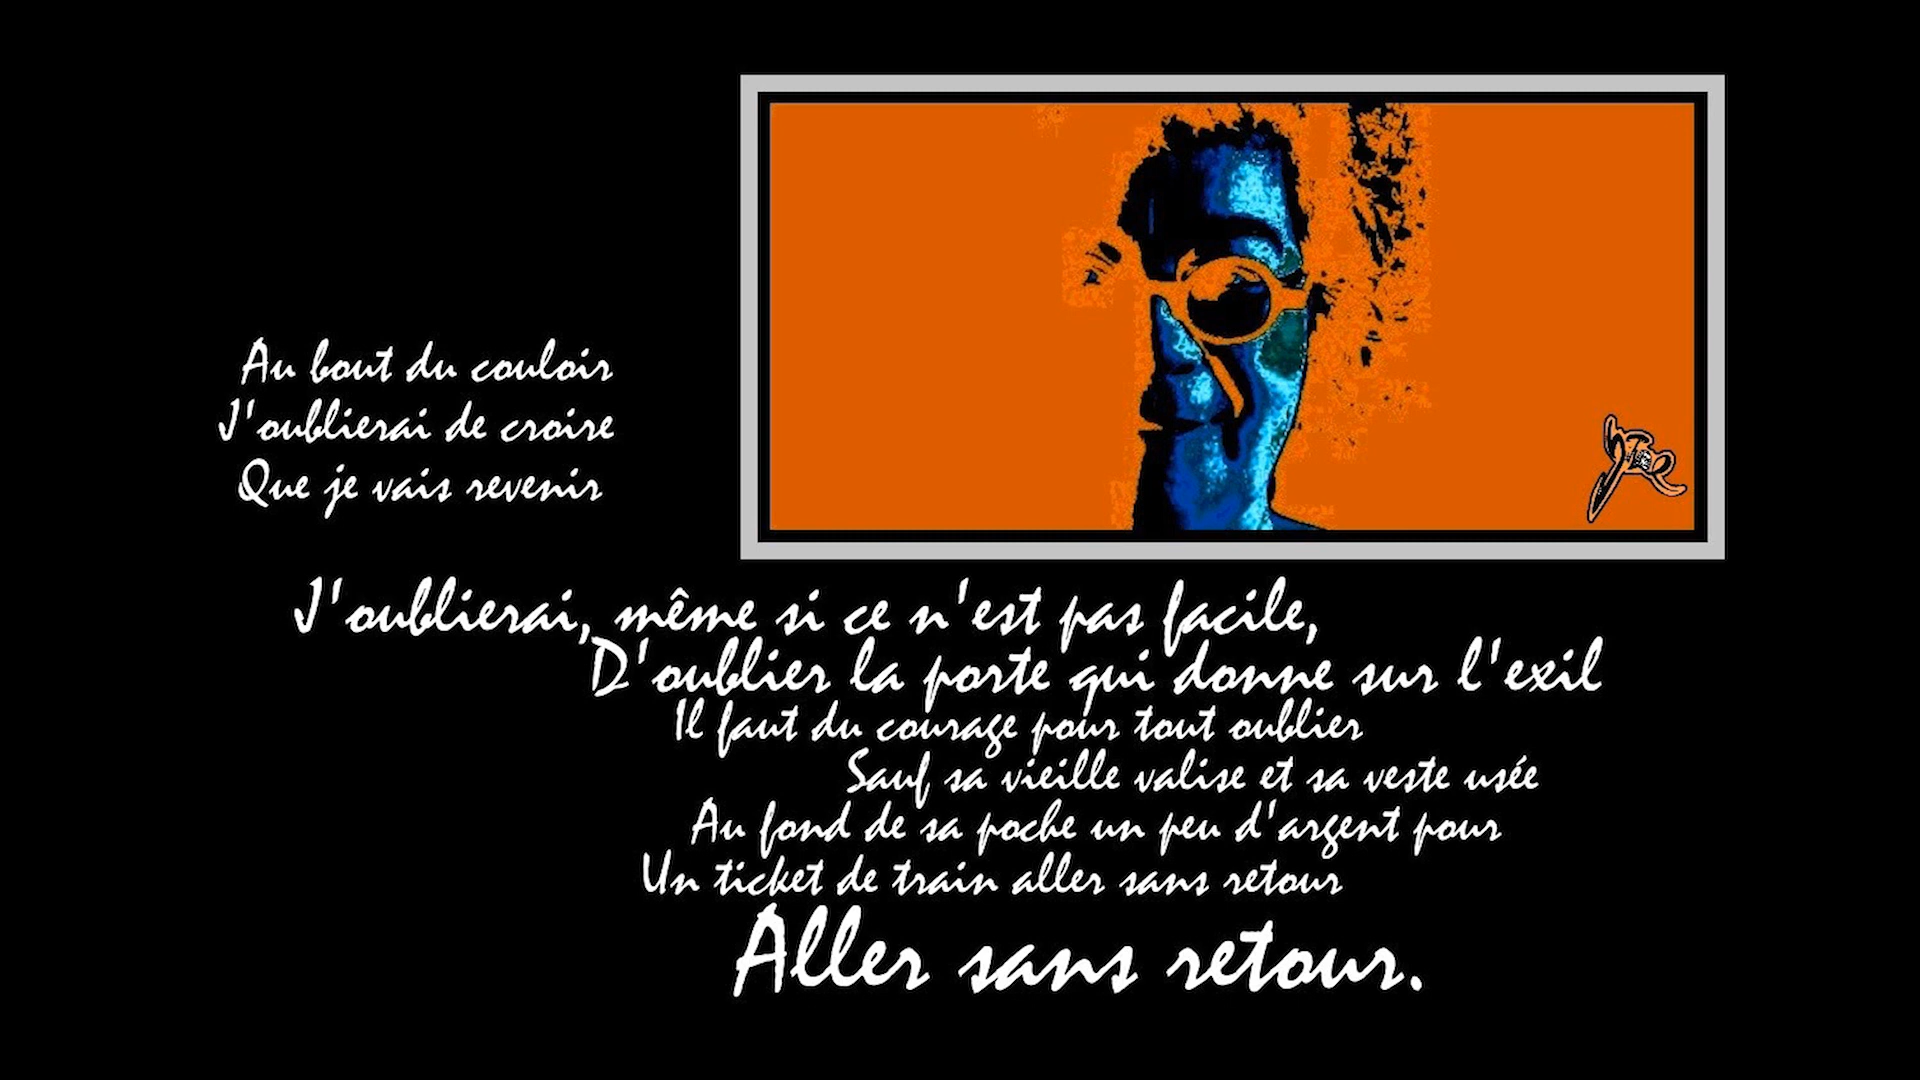 Au bout du couloir
J'oublierai de croire
Que je vais revenir
J'oublierai, même si ce n'est pas facile,
D'oublier la porte qui donne sur l'exil
Il faut du courage pour tout oublier
Sauf sa vieille valise et sa veste usée
Au fond de sa poche un peu d'argent pour
Un ticket de train aller sans retour
Aller sans retour.